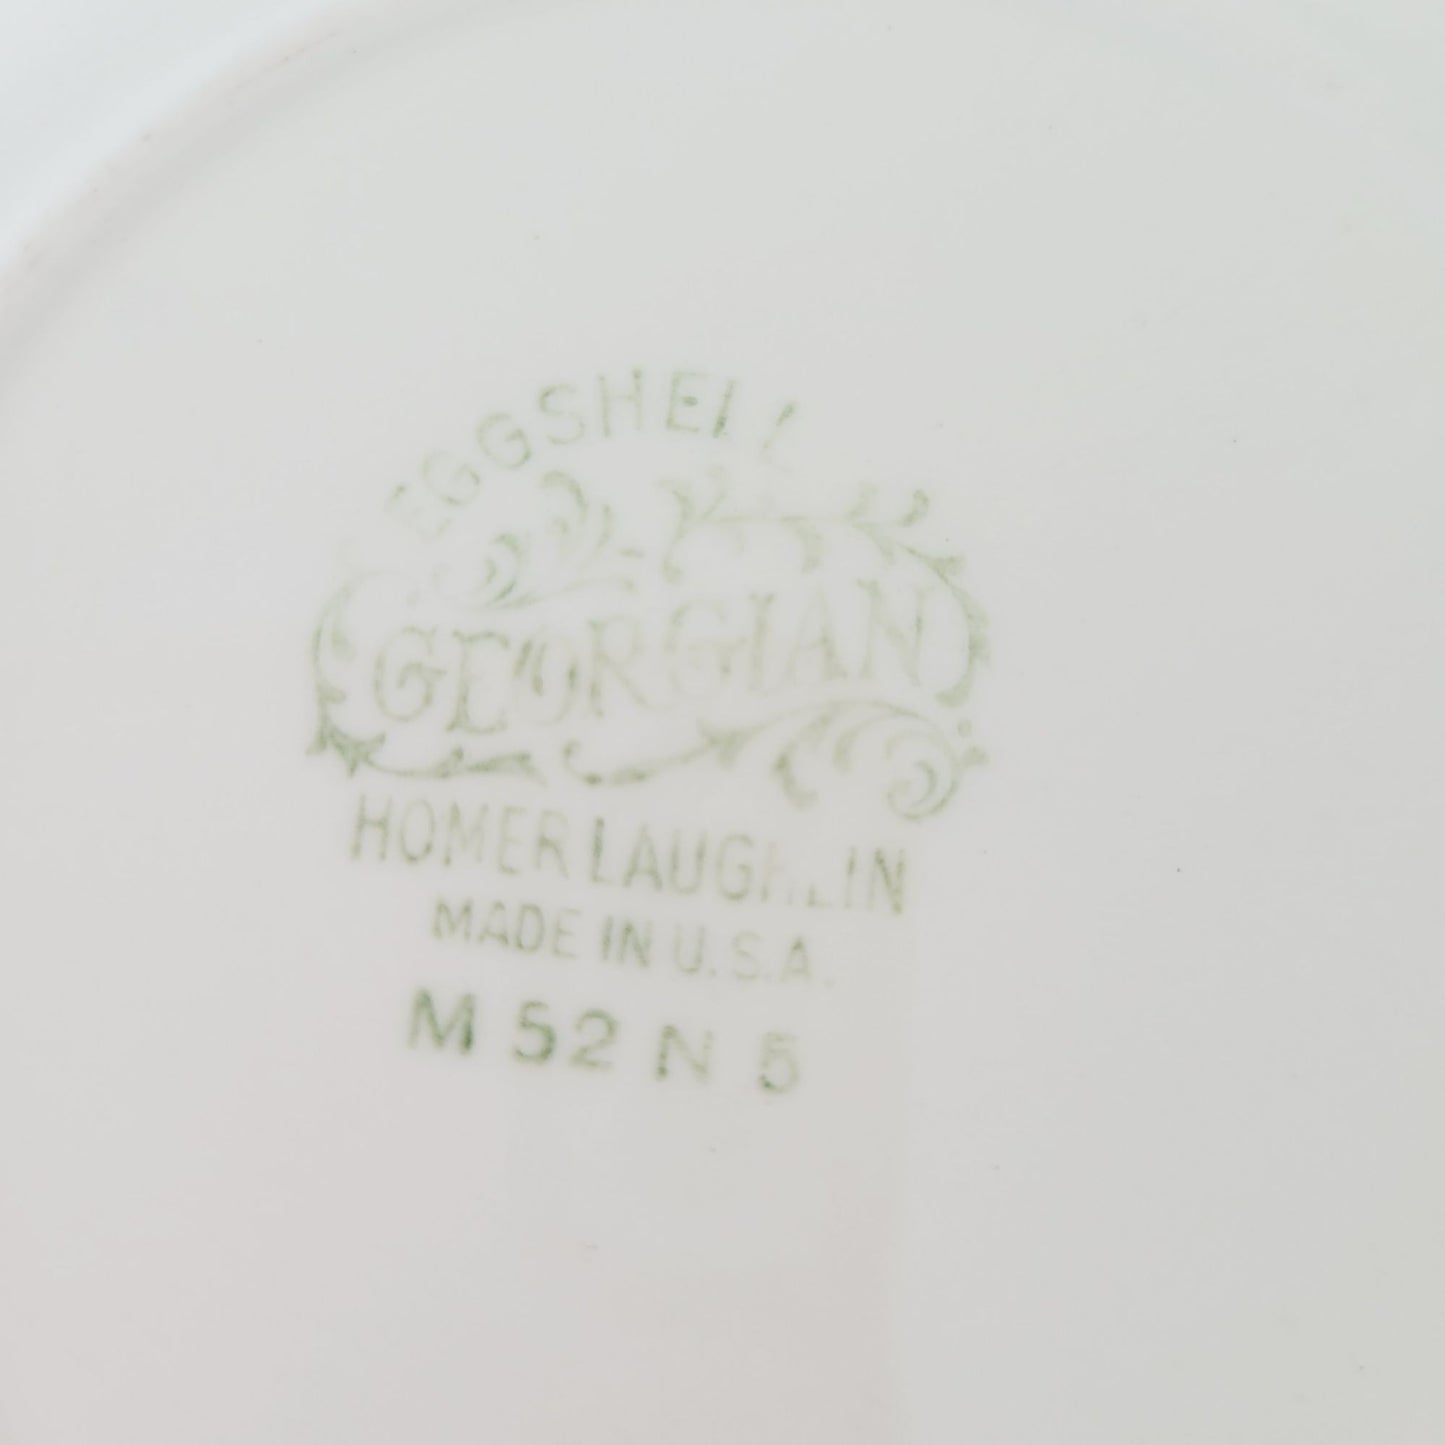 EGGSHELL
GEORGIAN
HOMER LAUGHLIN
MADE IN U.S.A.
M 52 N 5